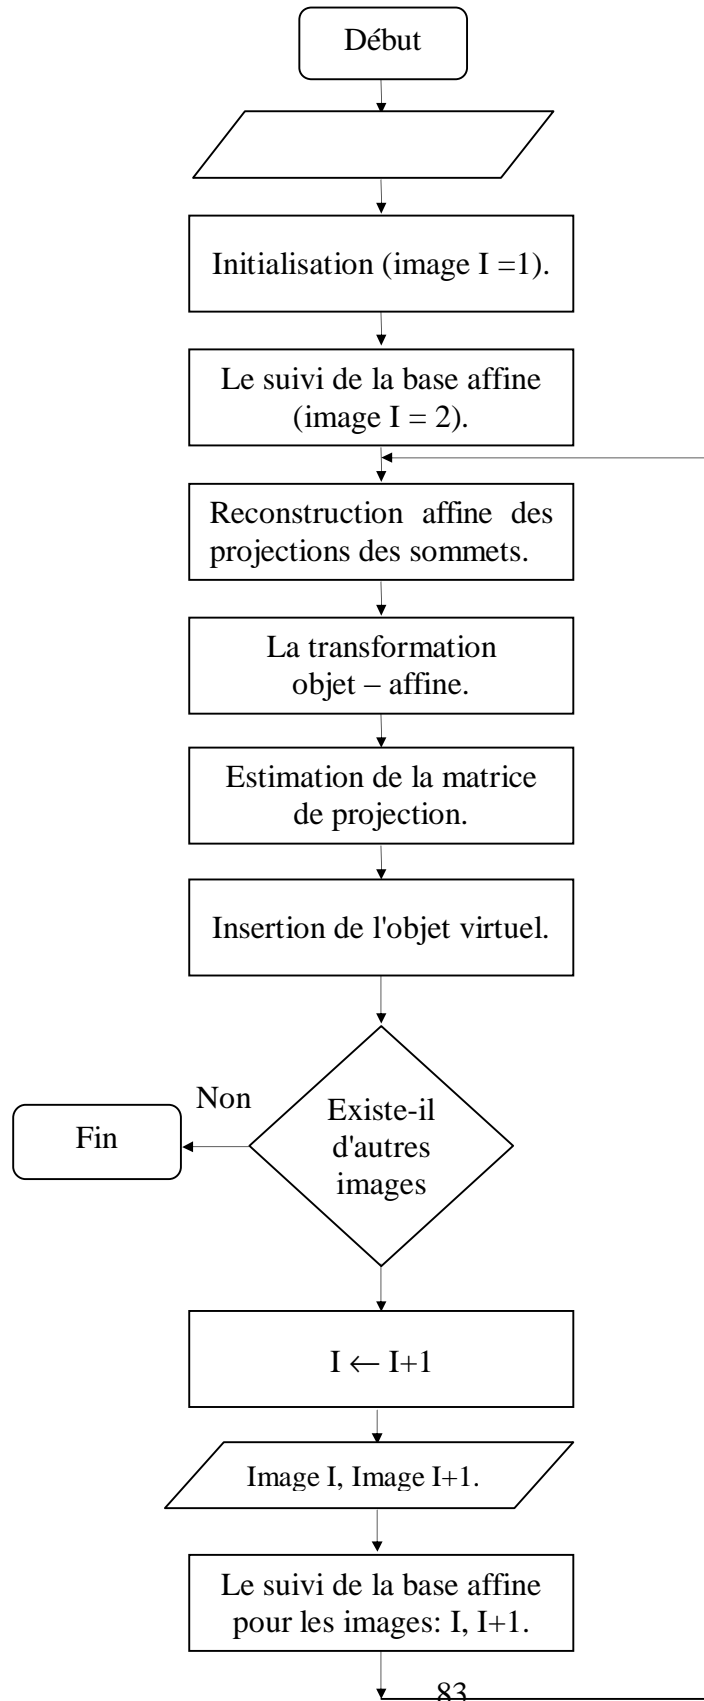 Début
Initialisation (image I =1).
Le suivi de la base affine
(image I = 2).
Reconstruction affine des
projections des sommets.
La transformation
objet – affine.
Estimation de la matrice
de projection.
Insertion de l'objet virtuel.
Non
Fin
Existe-il
d'autres
images
I ← I+1
Image I, Image I+1.
Le suivi de la base affine
pour les images: I, I+1.
83